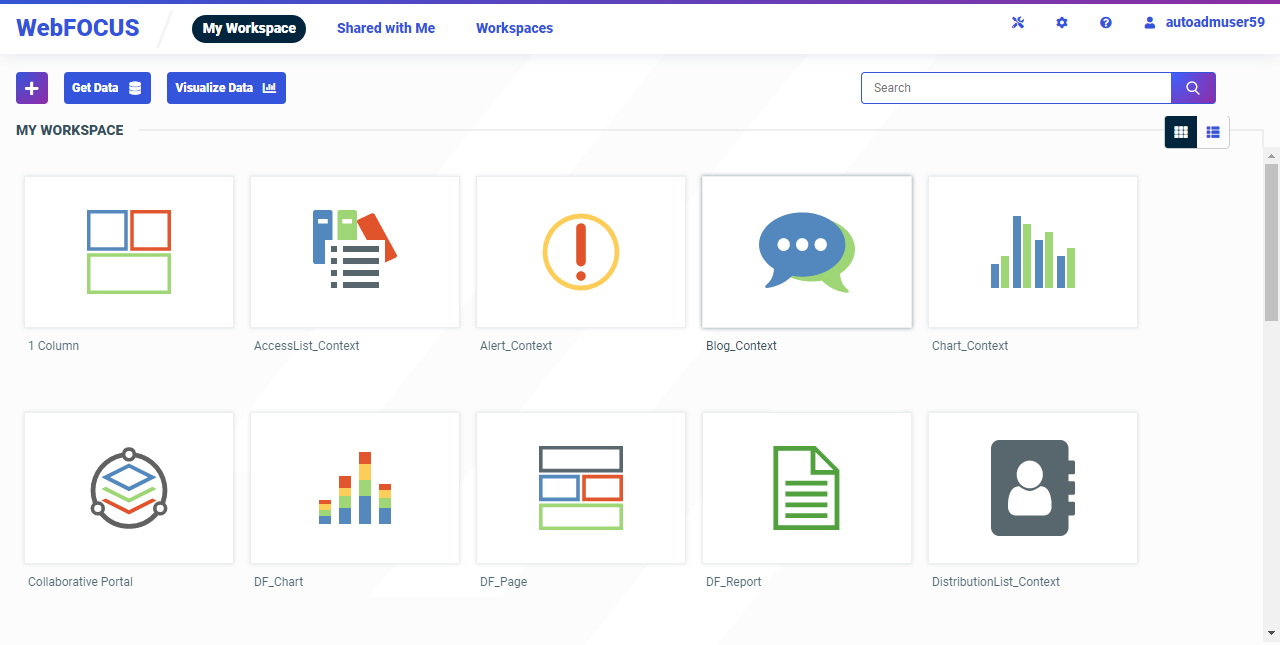 WebFOCUS
My Workspace
Shared with Me
Workspaces
autoadmuser59
Get Data
Visualize Data
Search
MY WORKSPACE
1 Column
AccessList_Context
Alert_Context
Blog_Context
Chart_Context
Collaborative Portal
DF_Chart
DF_Page
DF_Report
DistributionList_Context